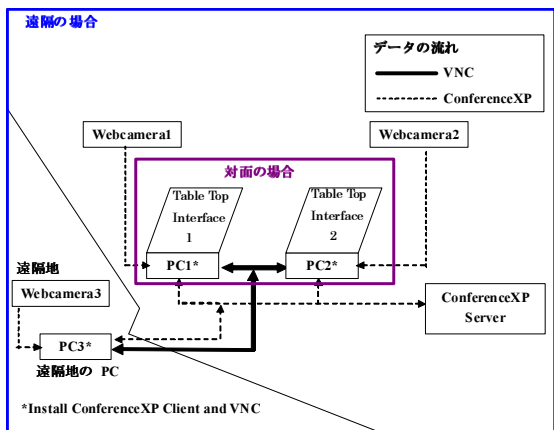 遠隔の場合
データの流れ
VNC
ConferenceXP
Webcamera1
Webcamera2
対面の場合
Table Top
Interface
1
Table Top
Interface
2
PC1*
PC2*
遠隔地
Webcamera3
ConferenceXP
Server
PC3*
遠隔地の PC
*Install ConferenceXP Client and VNC